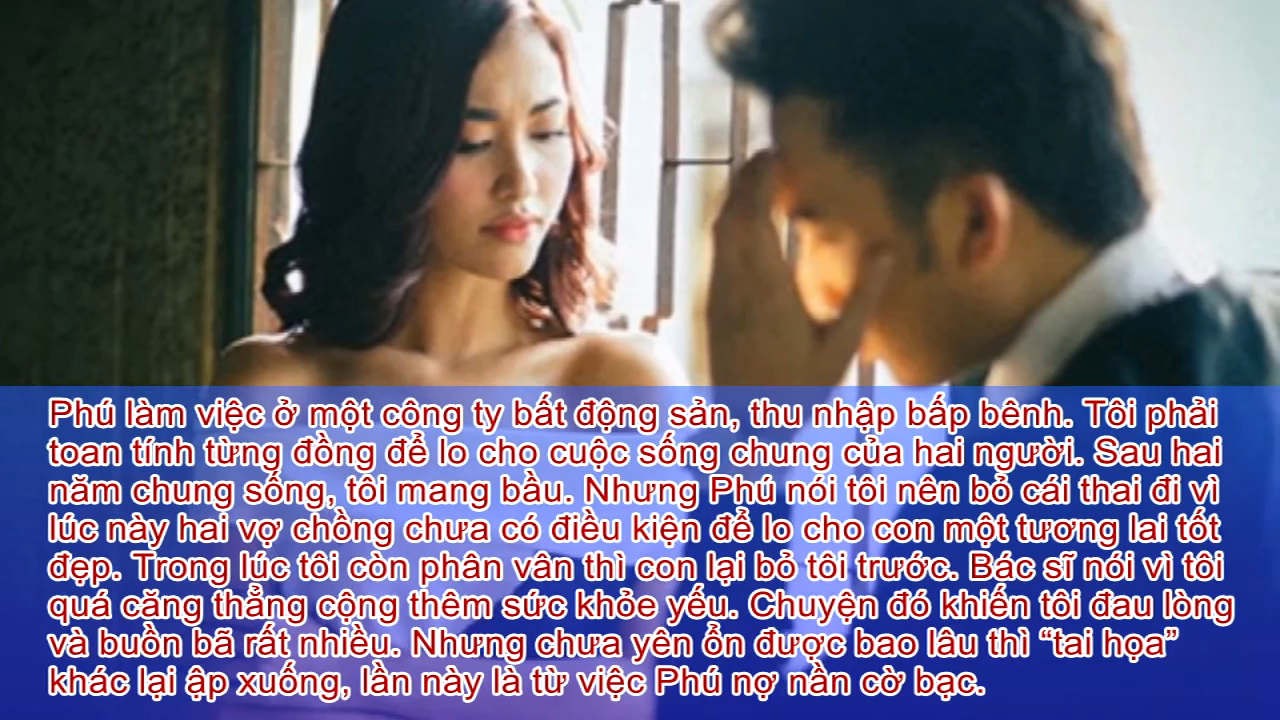 Phú làm việc ở một công ty bất động sản, thu nhập bấp bênh. Tôi phải
toan tính từng đồng để lo cho cuộc sống chung của hai người. Sau hai
năm chung sống, tôi mang bầu. Nhưng Phú nói tôi nên bỏ cái thai đi vì
lúc này hai vợ chồng chưa có điều kiện để lo cho con một tương lai tốt
đẹp. Trong lúc tôi còn phân vân thì con lại bỏ tôi trước. Bác sĩ nói vì tôi
quá căng thẳng cộng thêm sức khỏe yếu. Chuyện đó khiến tôi đau lòng
và buồn bã rất nhiều. Nhưng chưa yên ổn được bao lâu thì “tai họa”
khác lại ập xuống, lần này là từ việc Phú nợ nần cờ bạc.